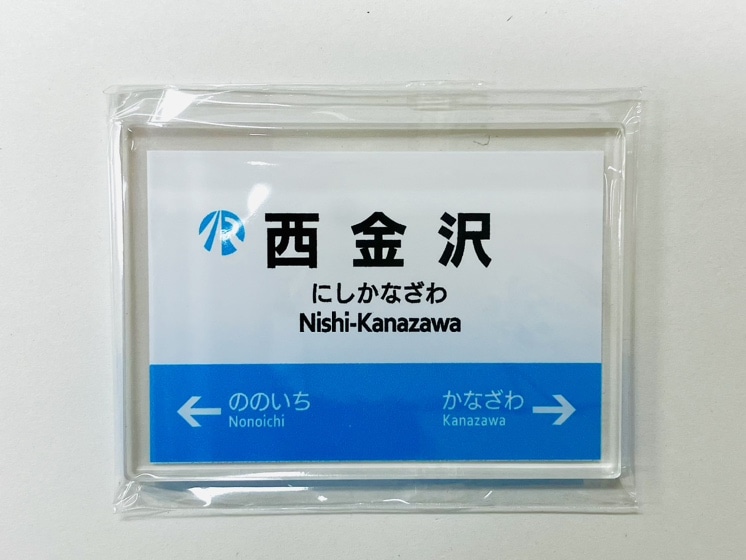 IR 西金沢
にしかなざわ
Nishi-Kanazawa
← ののいち
Nonoichi
かなざわ →
Kanazawa